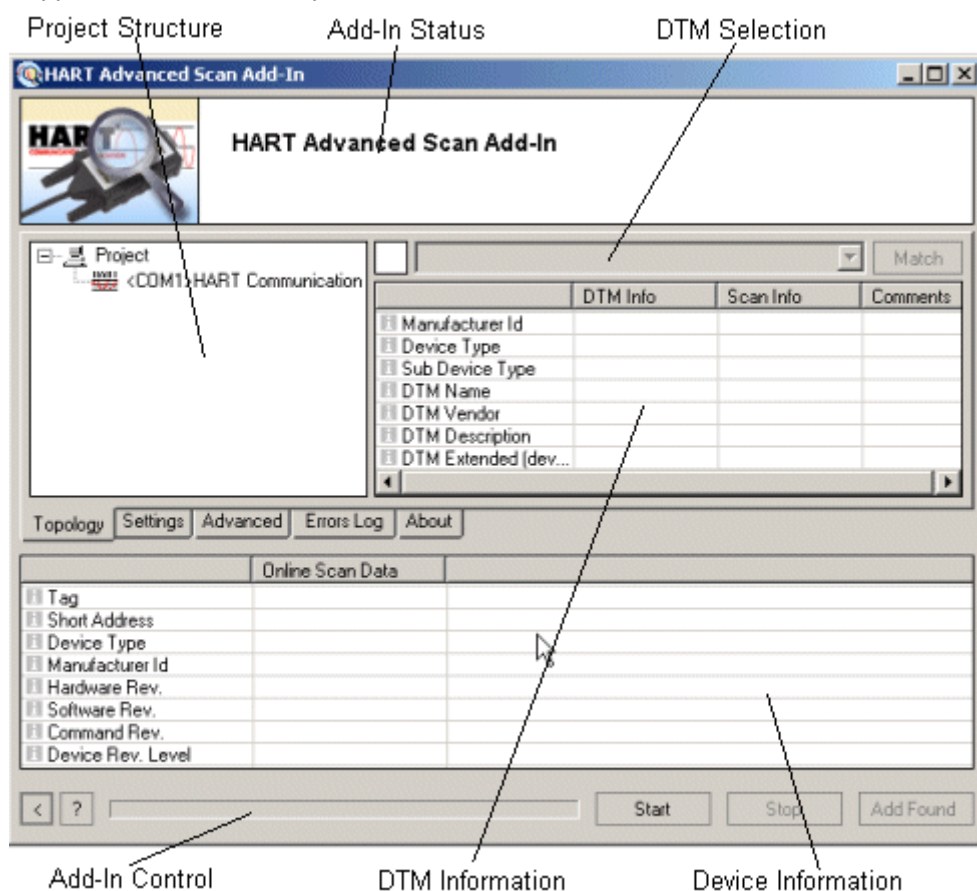 Project Structure
Add-In Status
DTM Selection
HART Advanced Scan Add-In
HART
HART Advanced Scan Add-In
Project
<COM1>HART Communication
Match
DTM Info
Scan Info
Comments
Manufacturer Id
Device Type
Sub Device Type
DTM Name
DTM Vendor
DTM Description
DTM Extended (dev...
Topology
Settings
Advanced
Errors Log
About
Online Scan Data
Tag
Short Address
Device Type
Manufacturer Id
Hardware Rev.
Software Rev.
Command Rev.
Device Rev. Level
<
?
Start
Stop
Add Found
Add-In Control
DTM Information
Device Information